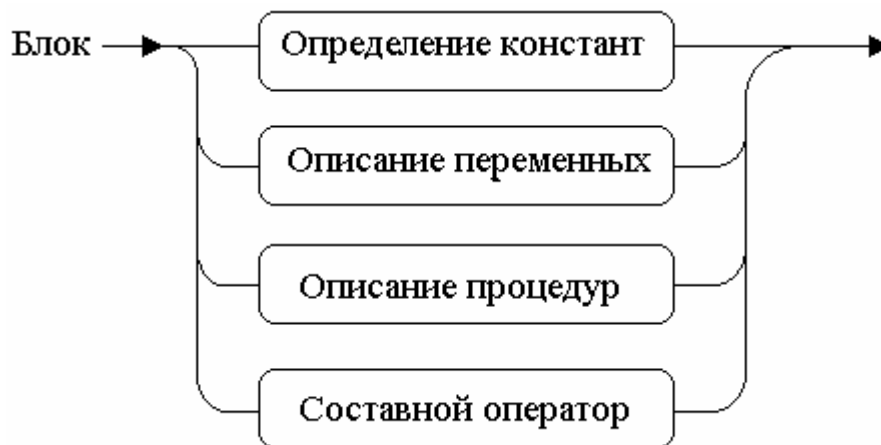 Блок
Определение констант
Описание переменных
Описание процедур
Составной оператор